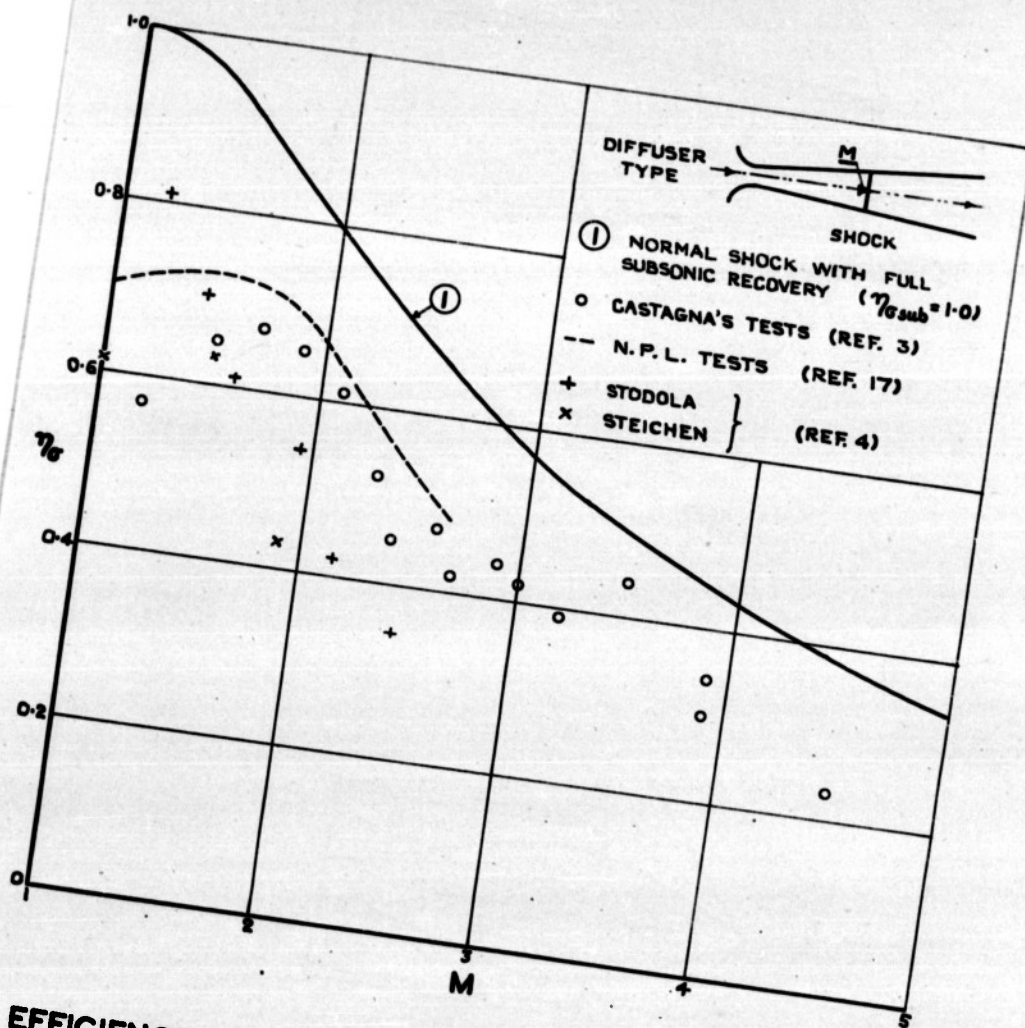 1.0
0.8
0.6
ησ
0.4
0.2
0
1
2
3
4
5
M
DIFFUSER TYPE
M
SHOCK
① NORMAL SHOCK WITH FULL
SUBSONIC RECOVERY (ησsub = 1.0)
o CASTAGNA'S TESTS (REF. 3)
--- N.P.L. TESTS (REF. 17)
+ STODOLA
x STEICHEN } (REF. 4)
①